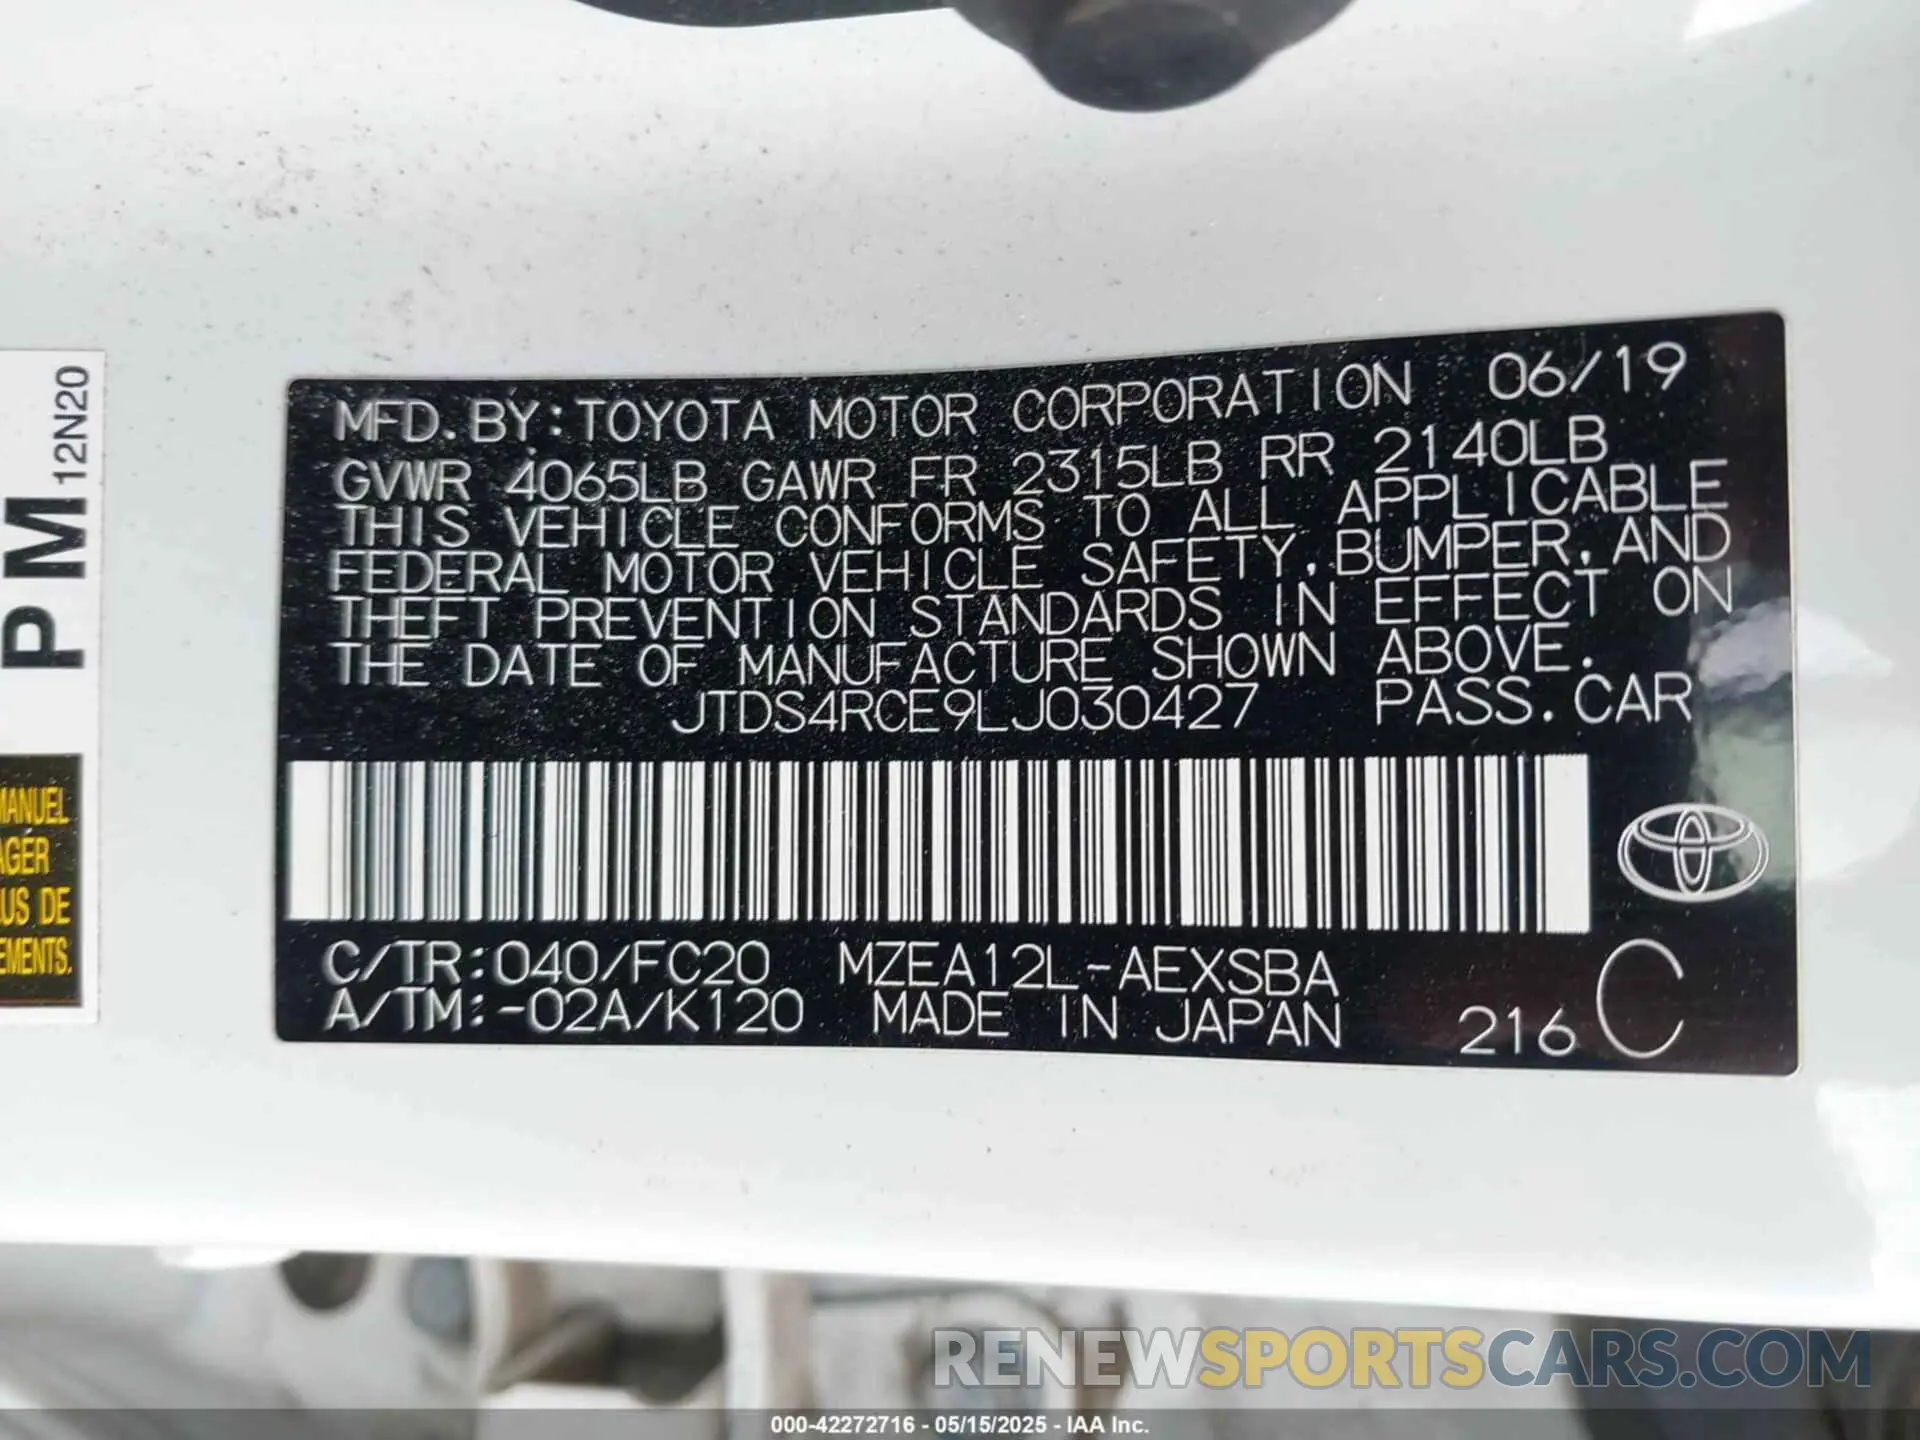 MFD. BY: TOYOTA MOTOR CORPORATION 06/19
GVWR 4065LB GAWR FR 2315LB RR 2140LB
THIS VEHICLE CONFORMS TO ALL APPLICABLE
FEDERAL MOTOR VEHICLE SAFETY, BUMPER, AND
THEFT PREVENTION STANDARDS IN EFFECT ON
THE DATE OF MANUFACTURE SHOWN ABOVE.
JTDS4RCE9LJ030427 PASS. CAR
C/TR: 040/FC20 MZEA12L-AEXSBA
A/TM: -02A/K120 MADE IN JAPAN 216 C
P M 12N20
MANUEL
US DE
RENEWSPORTSCARS.COM
000-42272716 - 05/15/2025 - IAA Inc.